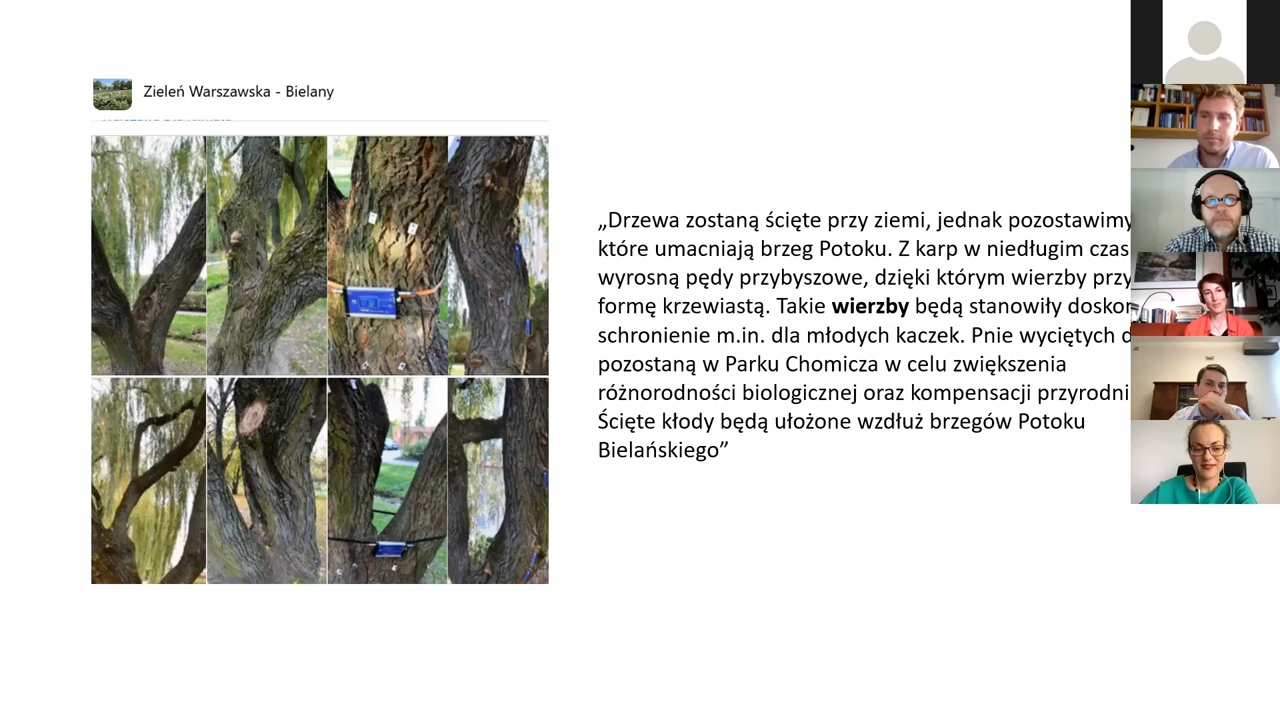 Zieleń Warszawska - Bielany
„Drzewa zostaną ścięte przy ziemi, jednak pozostawimy
które umacniają brzeg Potoku. Z karp w niedługim czas
wyrosną pędy przybyszowe, dzięki którym wierzby przy
formę krzewiastą. Takie wierzby będą stanowiły doskon
schronienie m.in. dla młodych kaczek. Pnie wyciętych d
pozostaną w Parku Chomicza w celu zwiększenia
różnorodności biologicznej oraz kompensacji przyrodni
Ścięte kłody będą ułożone wzdłuż brzegów Potoku
Bielańskiego”